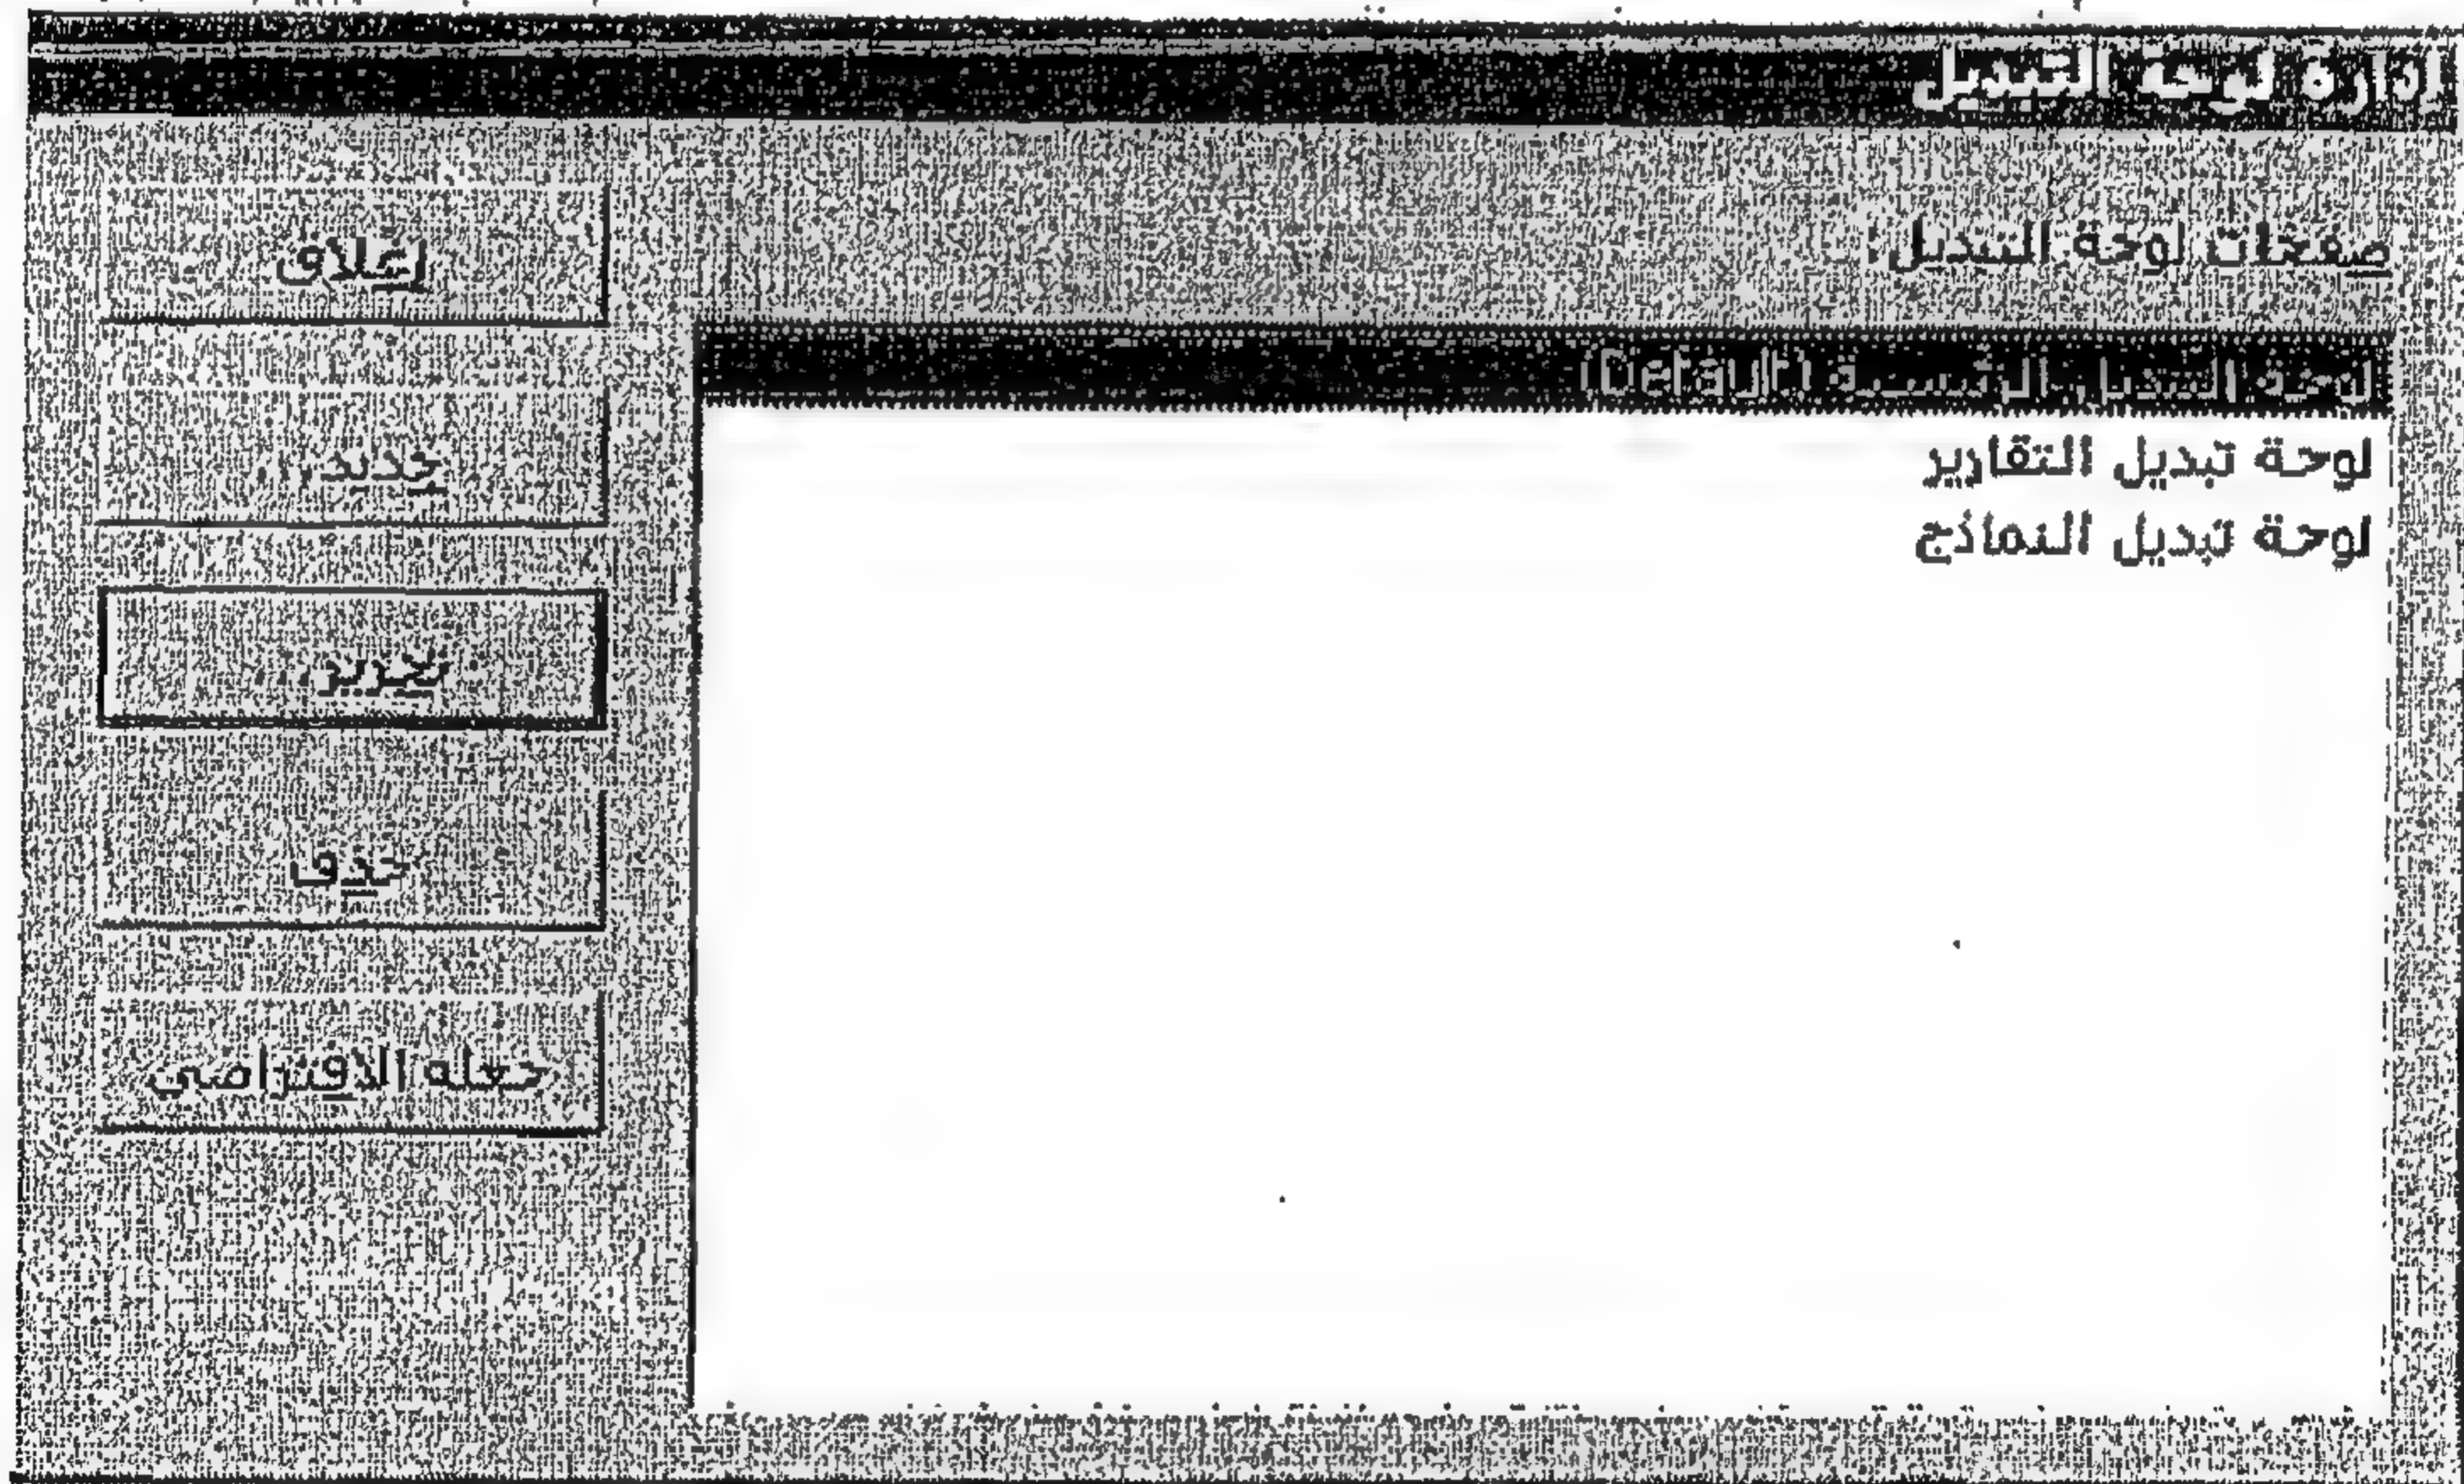 إدارة لوحة التبديل
صفحات لوحة التبديل:
لوحة التبديل الرئيسية (Default)
لوحة تبديل التقارير
لوحة تبديل النماذج
إغلاق
جديد...
تحرير...
حذف
جعله الافتراضي